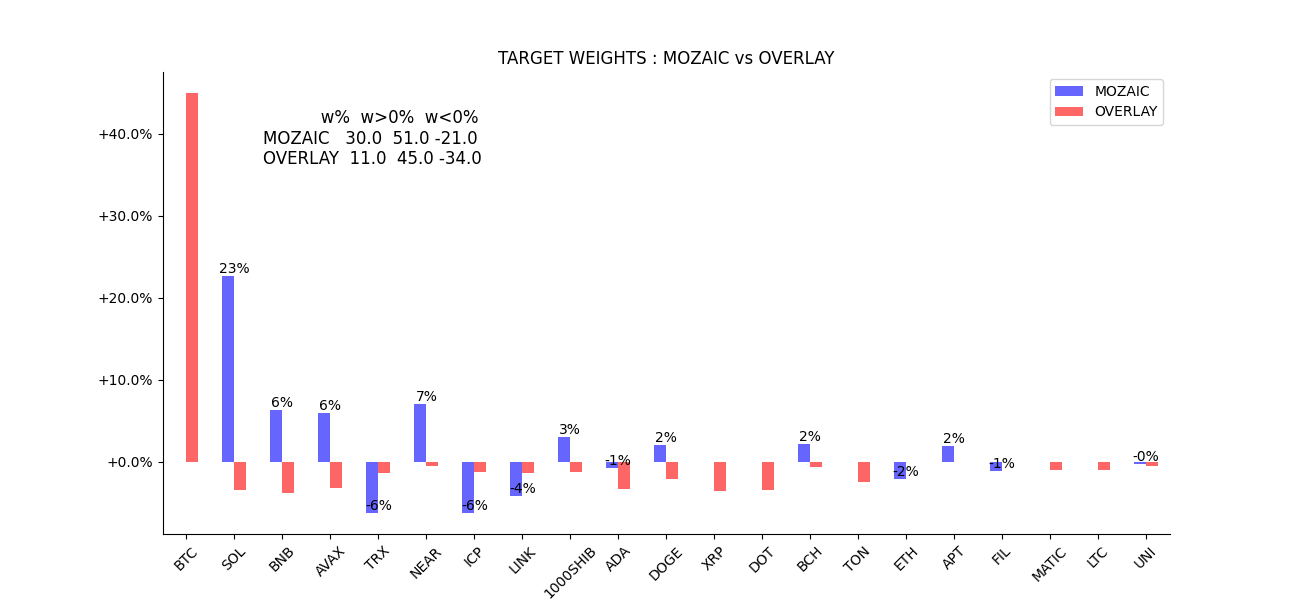 TARGET WEIGHTS : MOZAIC vs OVERLAY
MOZAIC
OVERLAY
w% w>0% w<0%
MOZAIC 30.0 51.0 -21.0
OVERLAY 11.0 45.0 -34.0
+40.0%
+30.0%
+20.0%
+10.0%
+0.0%
23%
6%
6%
-6%
7%
-6%
-4%
3%
-1%
2%
2%
-2%
2%
-1%
-0%
BTC
SOL
BNB
AVAX
TRX
NEAR
ICP
LINK
1000SHIB
ADA
DOGE
XRP
DOT
BCH
TON
ETH
APT
FIL
MATIC
LTC
UNI